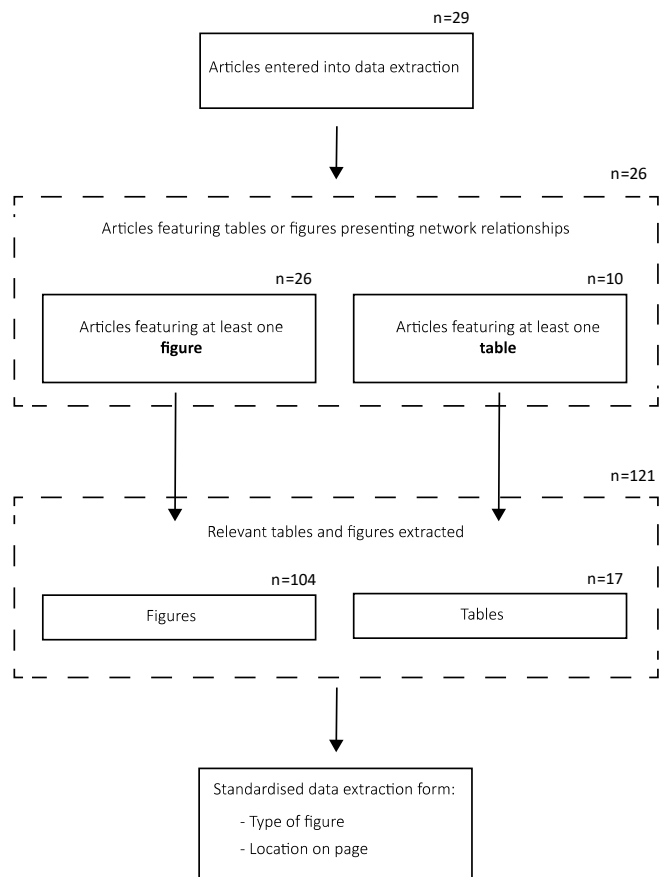 n=29
Articles entered into data extraction
n=26
Articles featuring tables or figures presenting network relationships
n=26
n=10
Articles featuring at least one
figure
Articles featuring at least one
table
n=121
Relevant tables and figures extracted
n=104
n=17
Figures
Tables
Standardised data extraction form:
- Type of figure
- Location on page